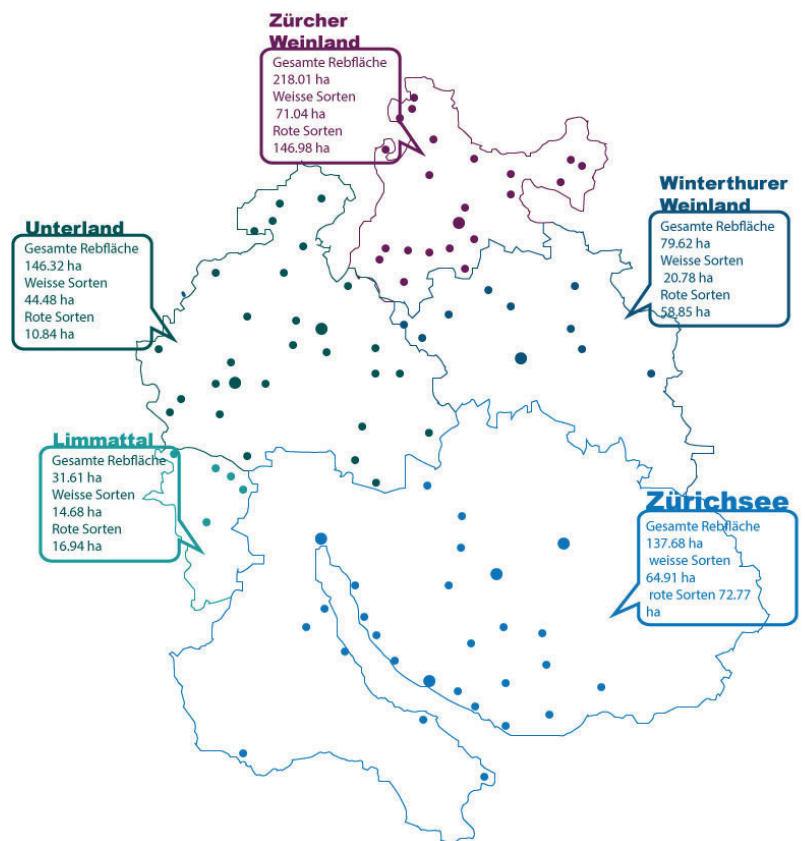 Zürcher
Weinland
Gesamte Rebfläche
218.01 ha
Weisse Sorten
71.04 ha
Rote Sorten
146.98 ha
Winterthurer
Weinland
Gesamte Rebfläche
79.62 ha
Weisse Sorten
20.78 ha
Rote Sorten
58.85 ha
Unterland
Gesamte Rebfläche
146.32 ha
Weisse Sorten
44.48 ha
Rote Sorten
10.84 ha
Limmattal
Gesamte Rebfläche
31.61 ha
Weisse Sorten
14.68 ha
Rote Sorten
16.94 ha
Zürichsee
Gesamte Rebfläche
137.68 ha
weisse Sorten
64.91 ha
rote Sorten 72.77
ha